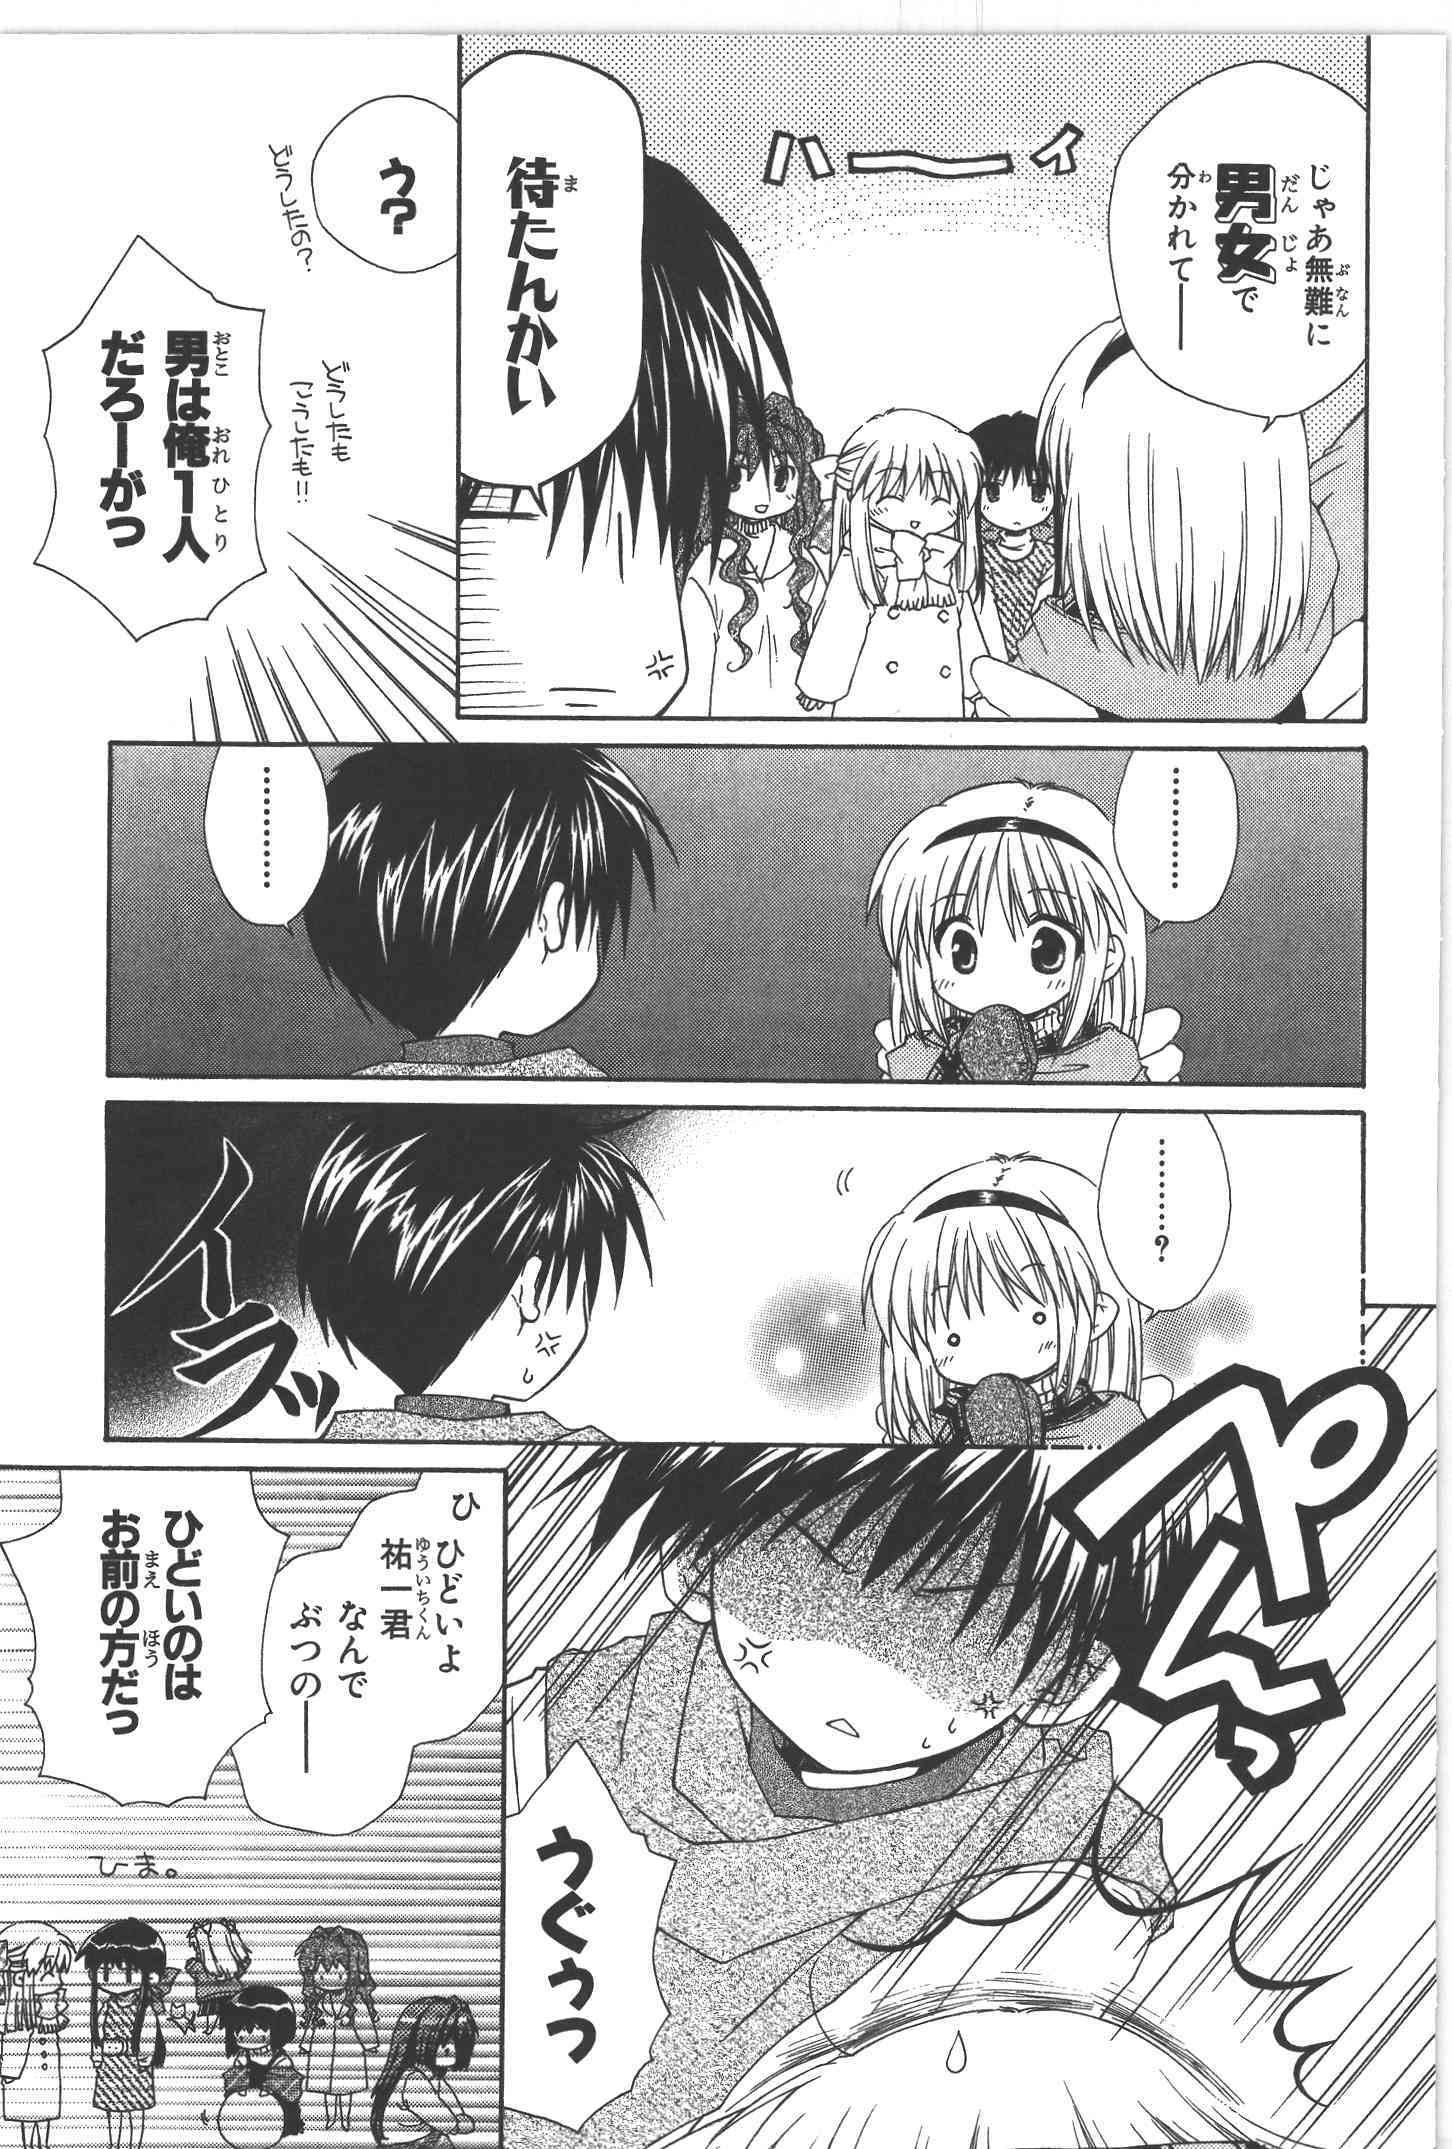 じゃあ無難に
男女で
分かれてー
ハーイ
待たんかい
う?
どうしたの?
どうしたも
こうしたも!!
男は俺1人
だろーがっ
…………
…………
…………?
イラッ
ぺんっ
うぐぅっ
ひ
ひどいよ
祐一君
なんで
ぶつのー
ひどいのは
お前の方だっ
ひま。